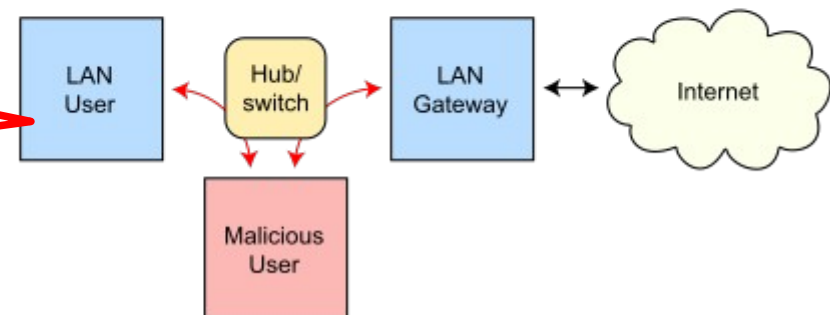 LAN
User
Hub/
switch
LAN
Gateway
Internet
Malicious
User